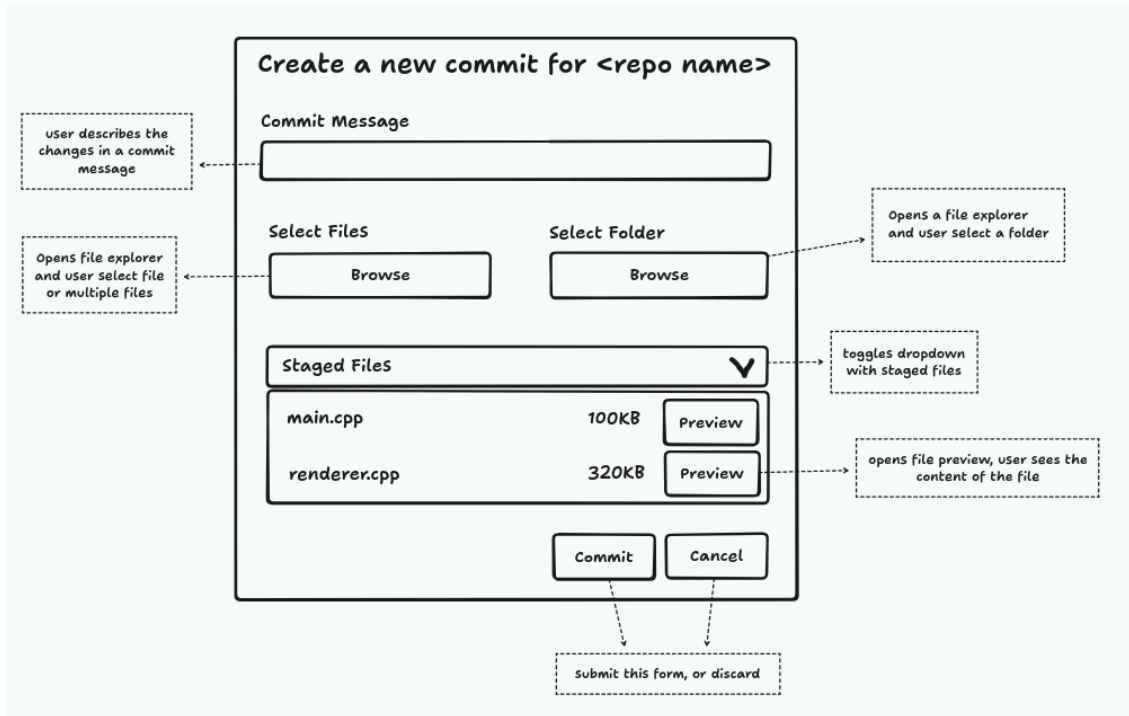 Create a new commit for <repo name>
Commit Message
user describes the
changes in a commit
message
Select Files
Select Folder
Opens a file explorer
and user select a folder
Browse
Browse
Opens file explorer
and user select file
or multiple files
Staged Files
toggles dropdown
with staged files
main.cpp 100KB Preview
renderer.cpp 320KB Preview
opens file preview, user sees the
content of the file
Commit
Cancel
submit this form, or discard